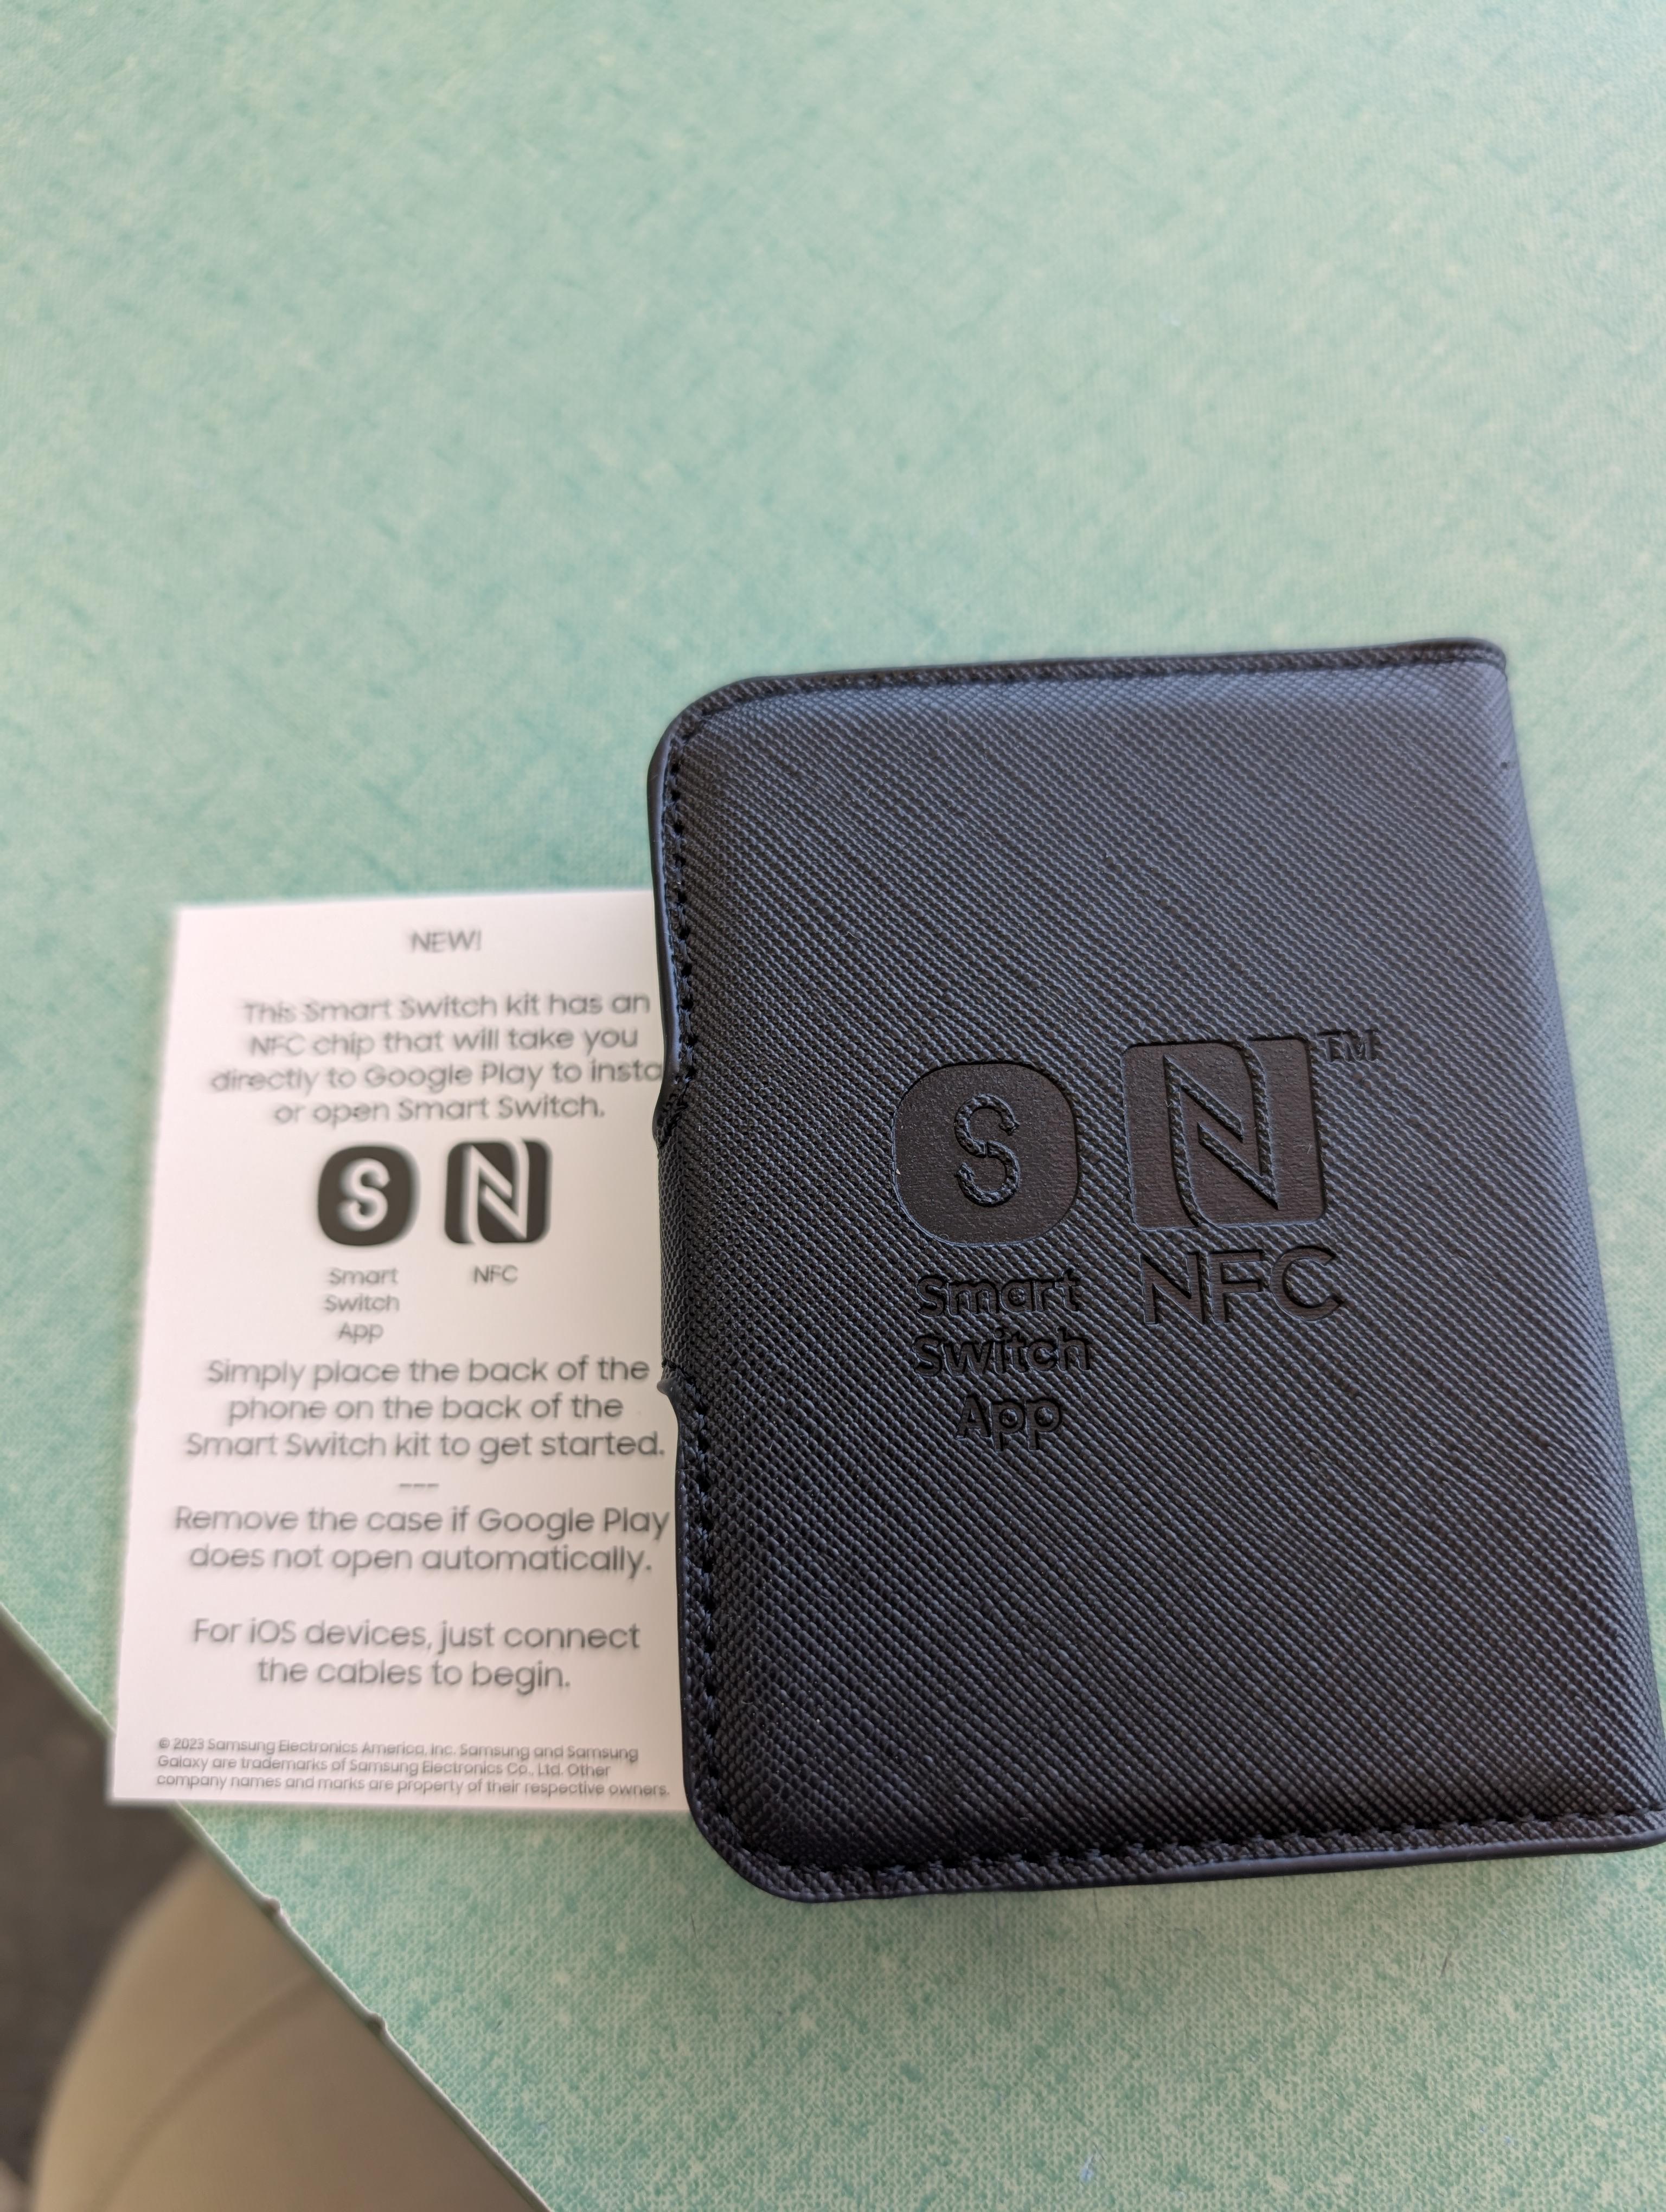 NEW!
This Smart Switch kit has an
NFC chip that will take you
directly to Google Play to insta
or open Smart Switch.
S N
Smart NFC
Switch
App
Simply place the back of the
phone on the back of the
Smart Switch kit to get started.
---
Remove the case if Google Play
does not open automatically.
For iOS devices, just connect
the cables to begin.
© 2023 Samsung Electronics America, Inc. Samsung and Samsung
Galaxy are trademarks of Samsung Electronics Co., Ltd. Other
company names and marks are property of their respective owners.
S N TM
Smart NFC
Switch
App